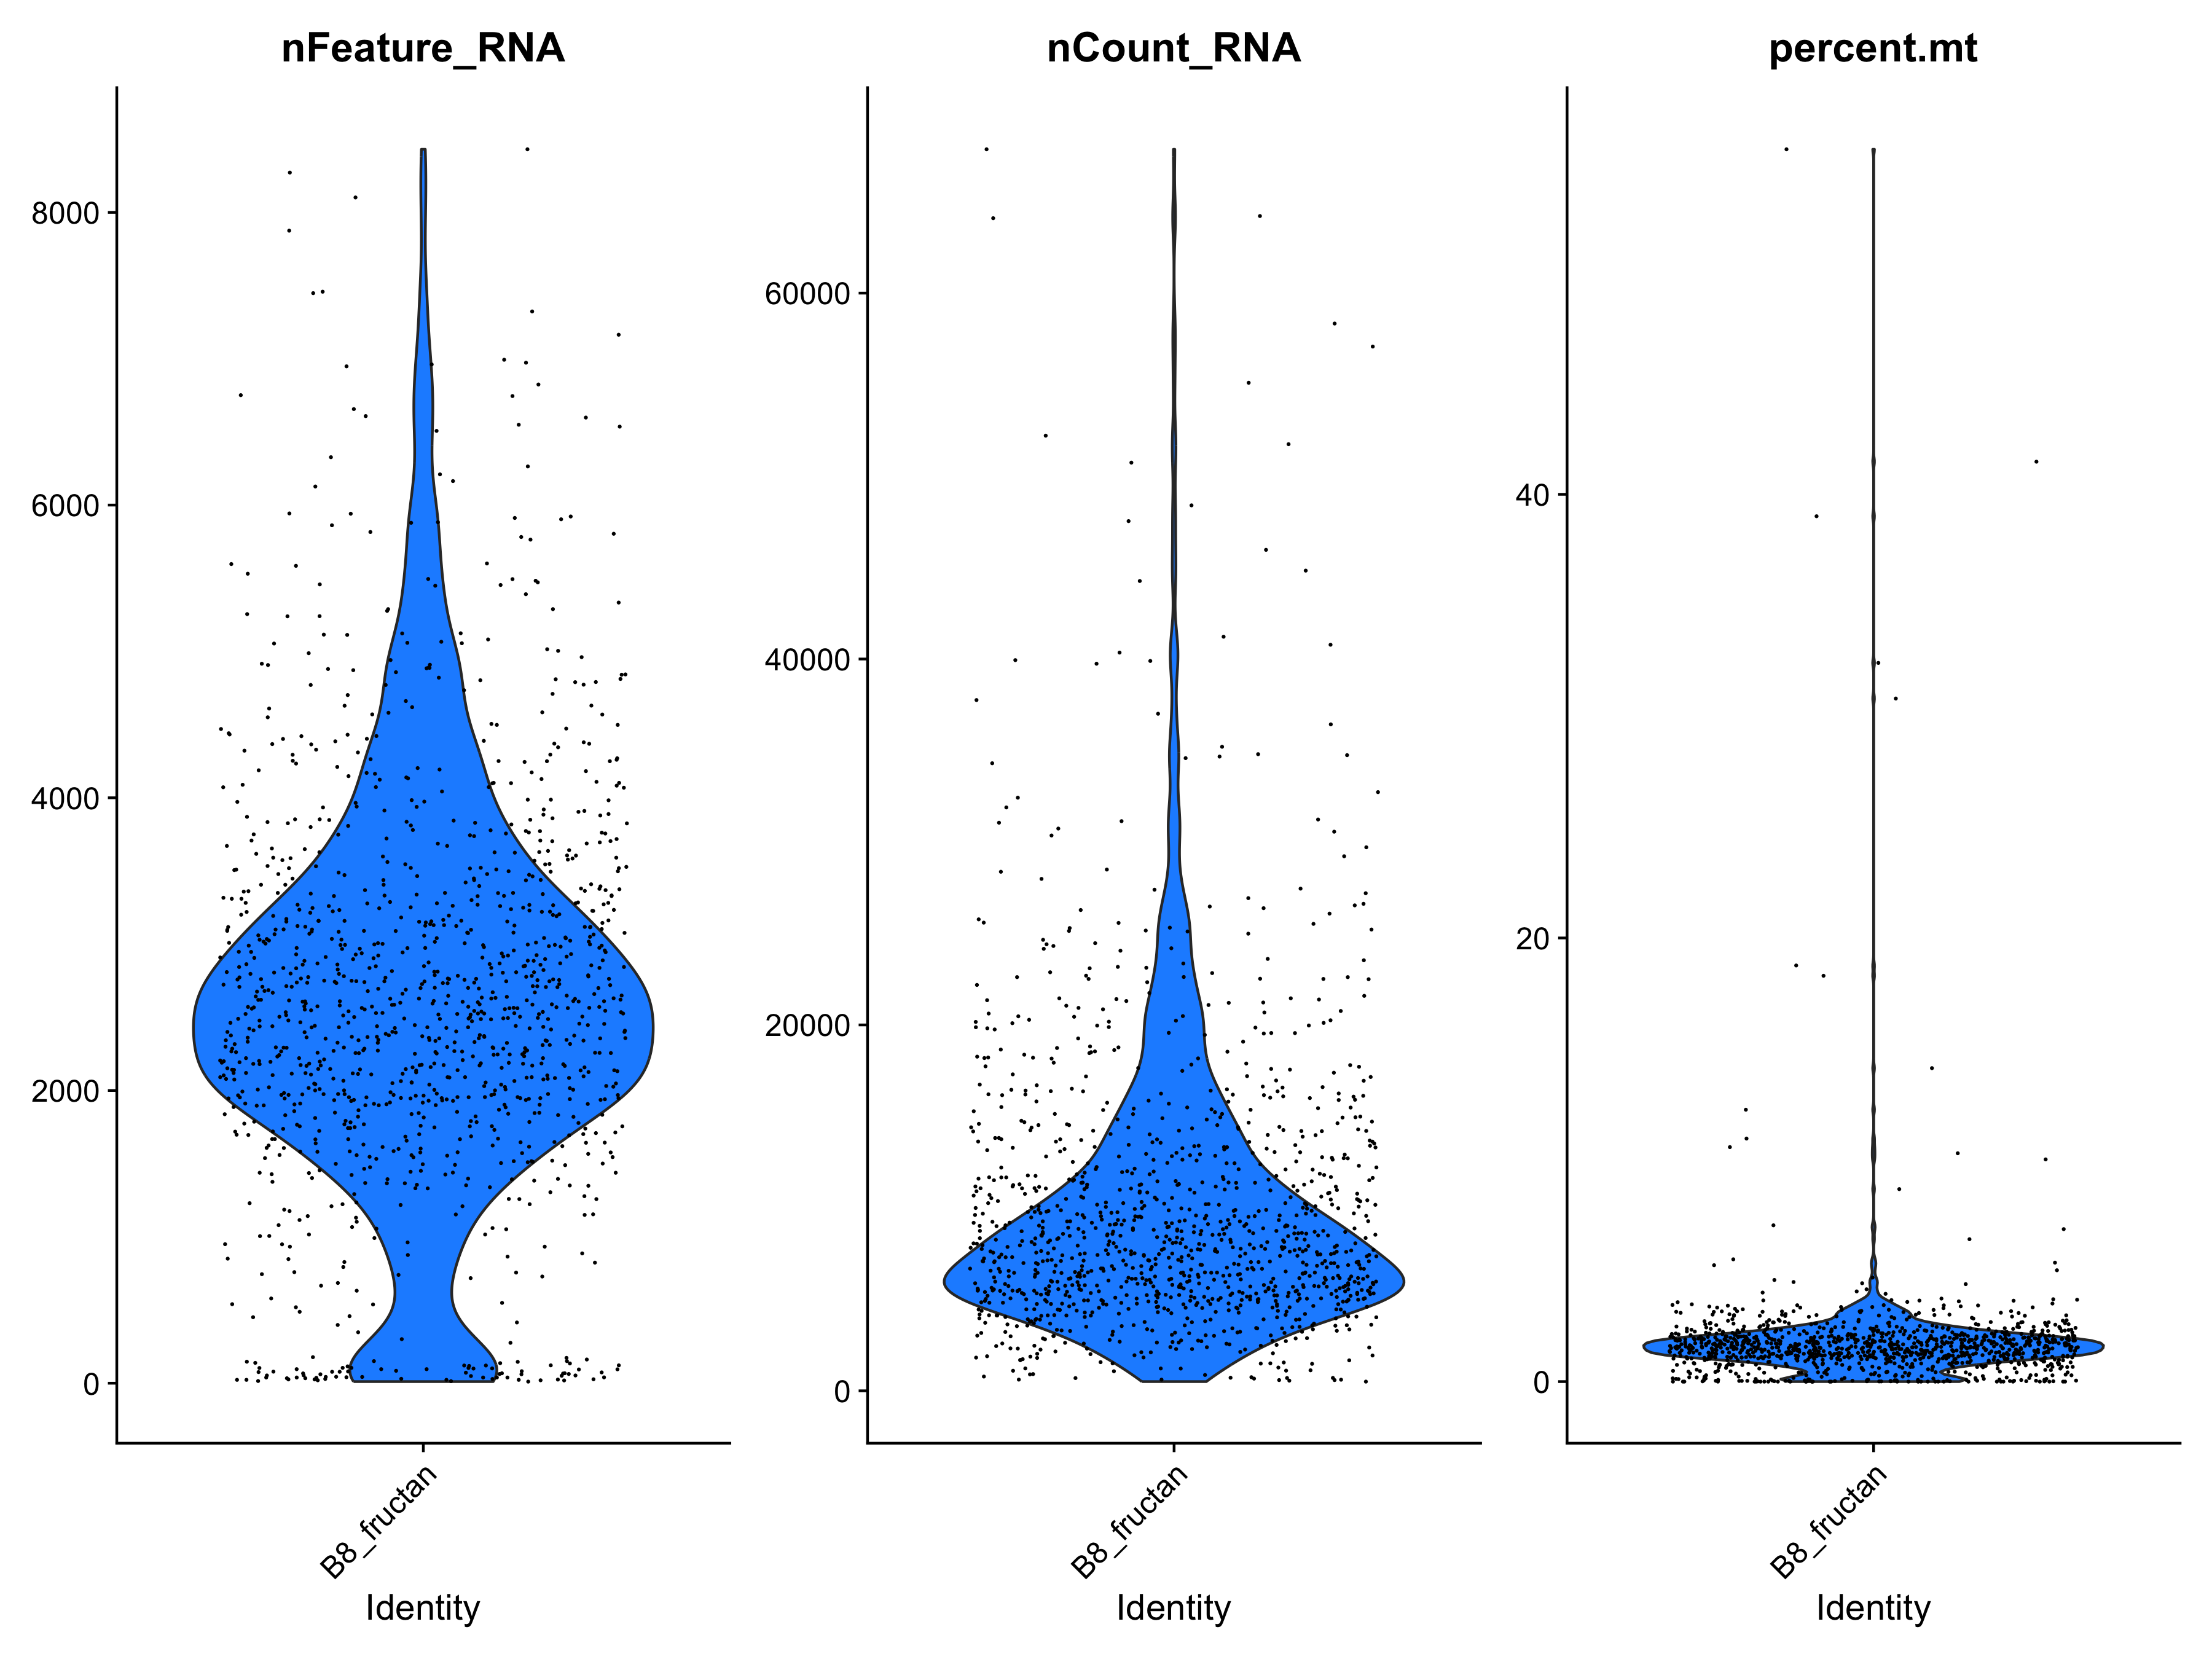 nFeature_RNA
8000
6000
4000
2000
0
B8_fructan
Identity
nCount_RNA
60000
40000
20000
0
B8_fructan
Identity
percent.mt
40
20
0
B8_fructan
Identity